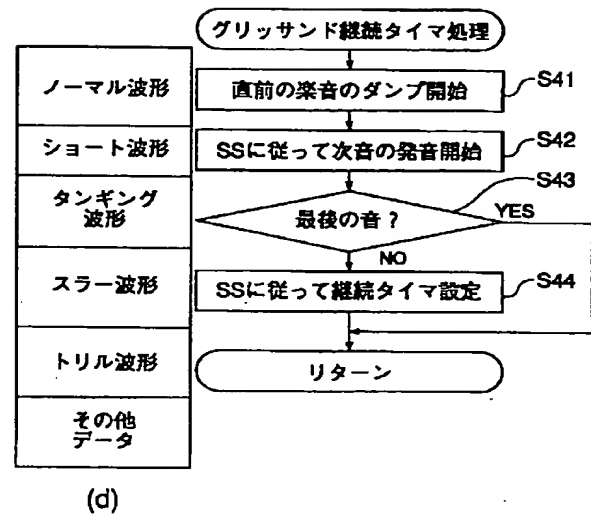 ノーマル波形
ショート波形
タンギング
波形
スラー波形
トリル波形
その他
データ
(d)
グリッサンド継続タイマ処理
直前の楽音のダンプ開始
S41
SSに従って次音の発音開始
S42
最後の音？
S43
YES
NO
SSに従って継続タイマ設定
S44
リターン